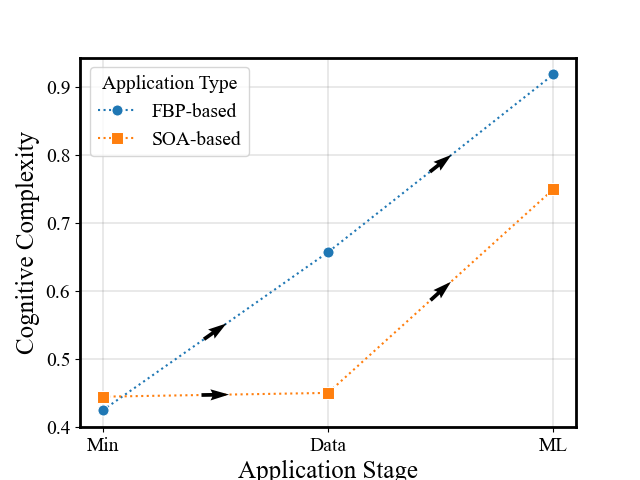 Application Type
FBP-based
SOA-based
Cognitive Complexity
0.9
0.8
0.7
0.6
0.5
0.4
Min
Data
ML
Application Stage